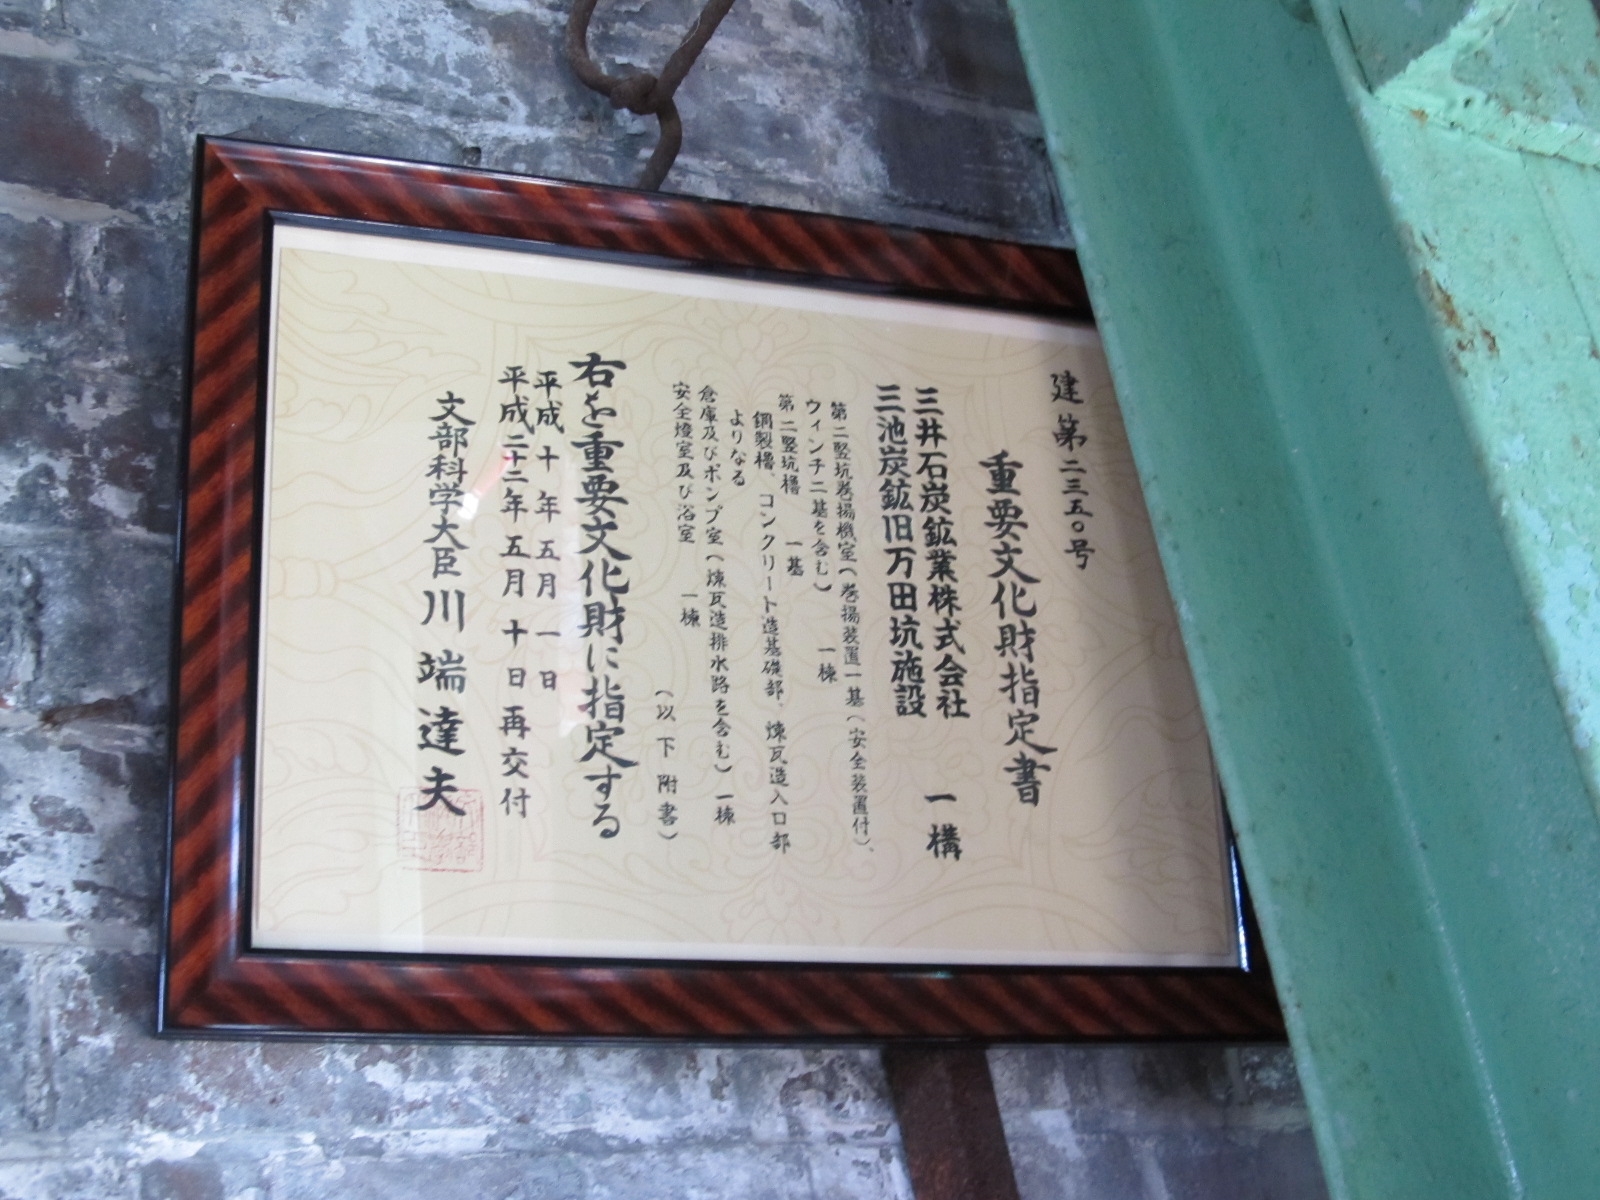 建第二三五〇号
重要文化財指定書
三井石炭鉱業株式会社
三池炭鉱旧万田坑施設　一構
第二竪坑巻揚機室（巻揚装置一基（安全装置付）、
ウィンチ二基を含む）　一棟
第二竪坑櫓　一基
鋼製櫓、コンクリート造基礎部、煉瓦造入口部
よりなる
倉庫及びポンプ室（煉瓦造排水路を含む）一棟
安全燈室及び浴室　一棟
（以下附書）
右を重要文化財に指定する
平成十年五月一日
平成二十二年五月十日再交付
文部科学大臣川端達夫